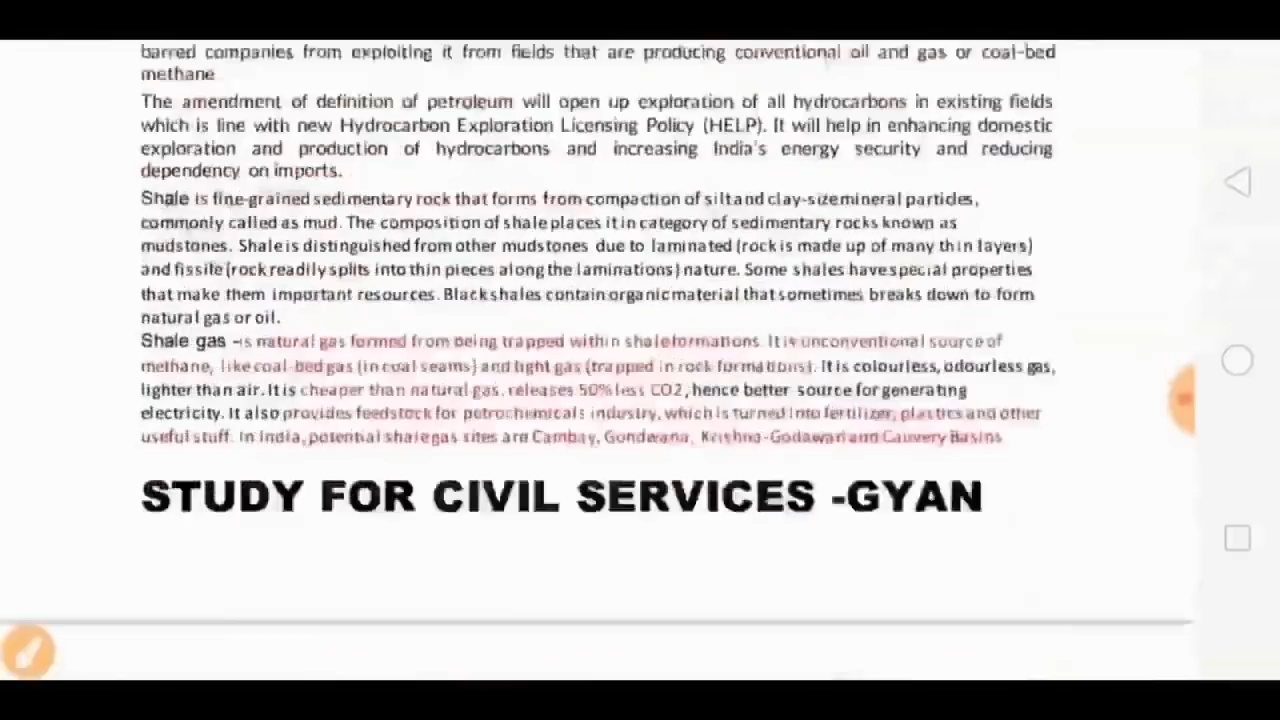 barred companies from exploiting it from fields that are producing conventional oil and gas or coal-bed
methane
The amendment of definition of petroleum will open up exploration of all hydrocarbons in existing fields
which is line with new Hydrocarbon Exploration Licensing Policy (HELP). It will help in enhancing domestic
exploration and production of hydrocarbons and increasing India's energy security and reducing
dependency on imports.
Shale is fine-grained sedimentary rock that forms from compaction of silt and clay-size mineral particles,
commonly called as mud. The composition of shale places it in category of sedimentary rocks known as
mudstones. Shale is distinguished from other mudstones due to laminated (rock is made up of many thin layers)
and fissile (rock readily splits into thin pieces along the laminations) nature. Some shales have special properties
that make them important resources. Black shales contain organic material that sometimes breaks down to form
natural gas or oil.
Shale gas -is natural gas formed from being trapped within shale formations. It is unconventional source of
methane, like coal-bed gas (in coal seams) and tight gas (trapped in rock formations). It is colourless, odourless gas,
lighter than air. It is cheaper than natural gas, releases 50% less CO2, hence better source for generating
electricity. It also provides feedstock for petrochemicals industry, which is turned into fertilizer, plastics and other
useful stuff. In India, potential shale gas sites are Cambay, Gondwana, Krishna-Godawari and Cauvery Basins
STUDY FOR CIVIL SERVICES -GYAN